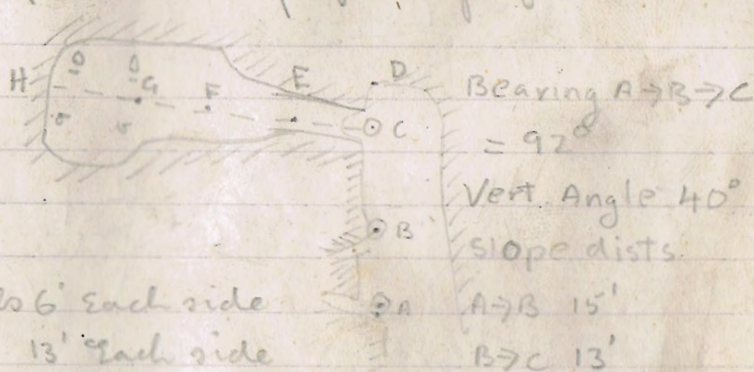 D
H G F E
C
B
A
Bearing A→B→C
= 92°
Vert. Angle 40°
slope dists.
A→B 15'
B→C 13'
6' Each side
13' Each side